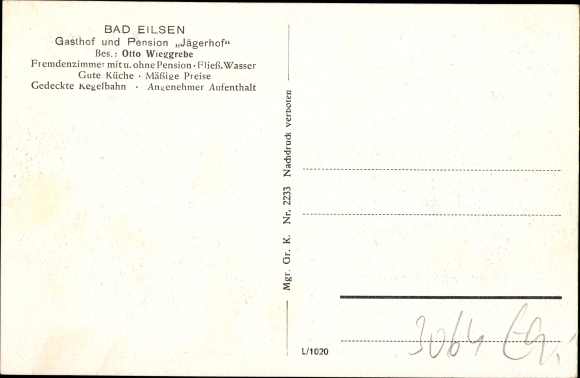 BAD EILSEN
Gasthof und Pension „Jägerhof“
Bes.: Otto Wieggrebe
Fremdenzimmer mit u. ohne Pension · Fließ. Wasser
Gute Küche · Mäßige Preise
Gedeckte Kegelbahn · Angenehmer Aufenthalt
Mgr. Gr. K. Nr. 2233 Nachdruck verboten
L/1020
3064